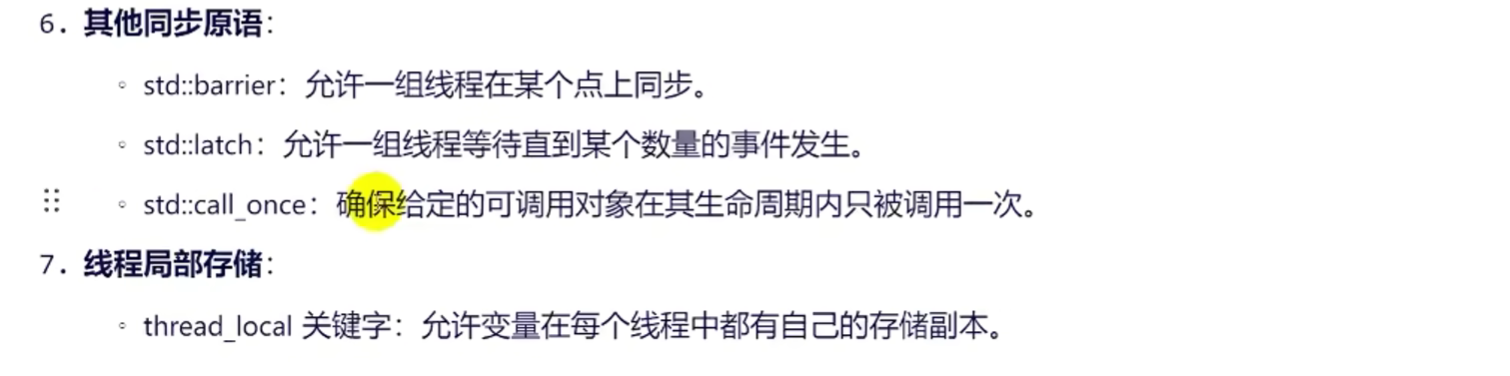 6. 其他同步原语：
◦ std::barrier：允许一组线程在某个点上同步。
◦ std::latch：允许一组线程等待直到某个数量的事件发生。
◦ std::call_once：确保给定的可调用对象在其生命周期内只被调用一次。
7. 线程局部存储：
◦ thread_local 关键字：允许变量在每个线程中都有自己的存储副本。